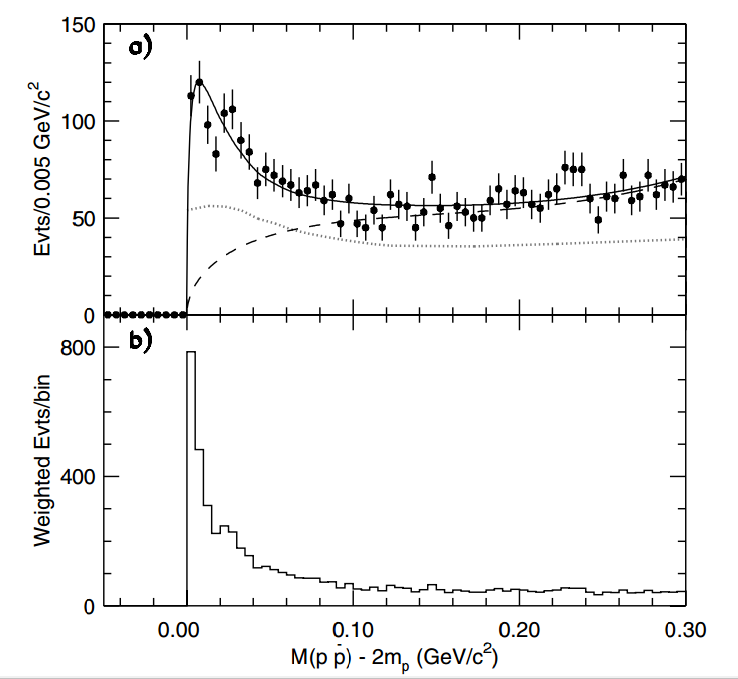 150
a)
100
50
0
Evts/0.005 GeV/c²
b)
800
400
0
Weighted Evts/bin
0.00 0.10 0.20 0.30
M(p p̄) - 2mₚ (GeV/c²)